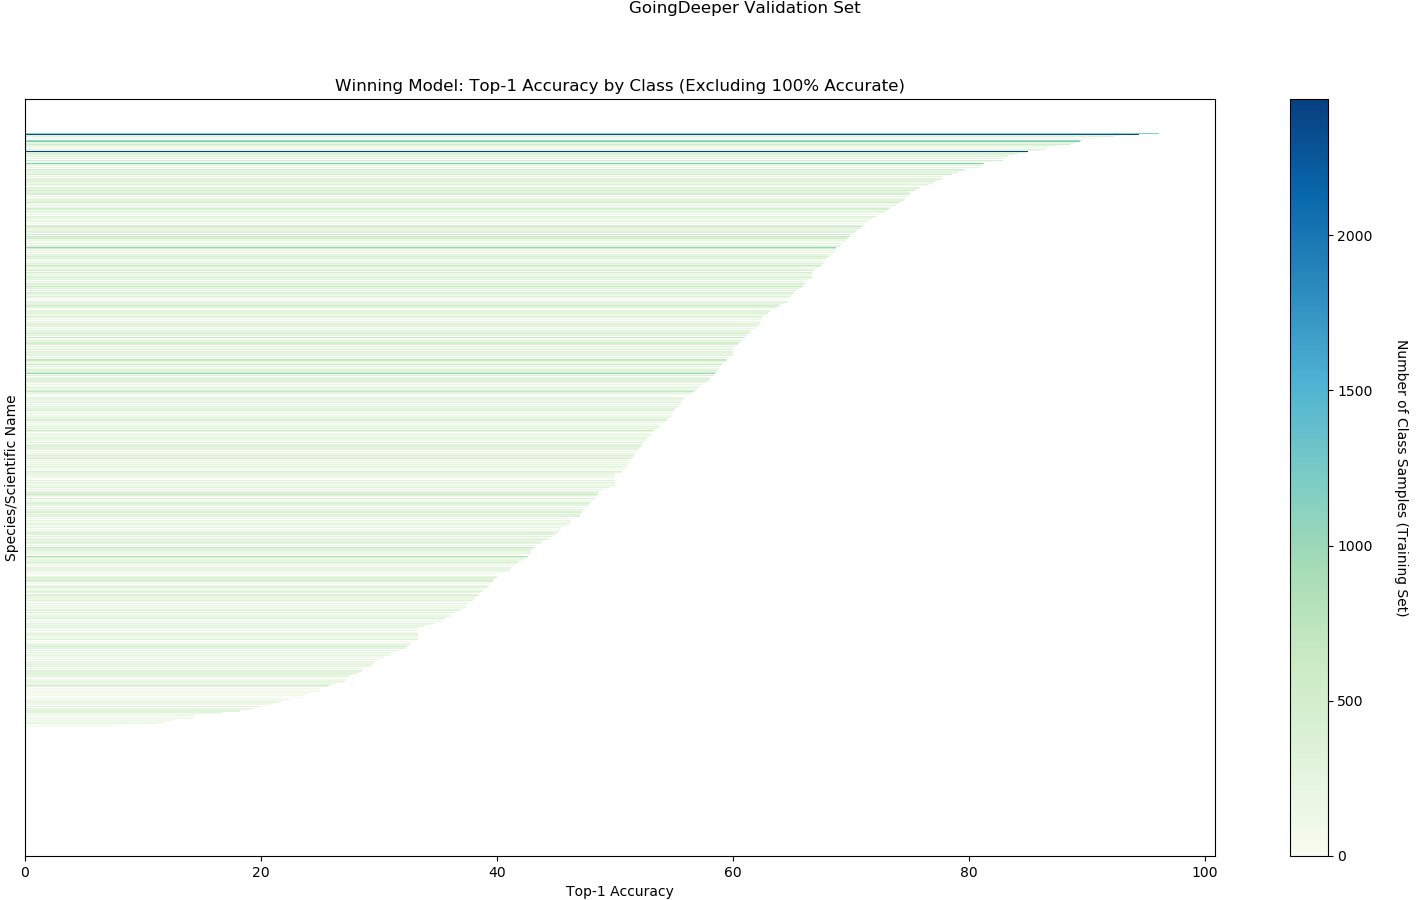 GoingDeeper Validation Set
Winning Model: Top-1 Accuracy by Class (Excluding 100% Accurate)
Species/Scientific Name
0 20 40 60 80 100
Top-1 Accuracy
2000
1500
1000
500
0
Number of Class Samples (Training Set)